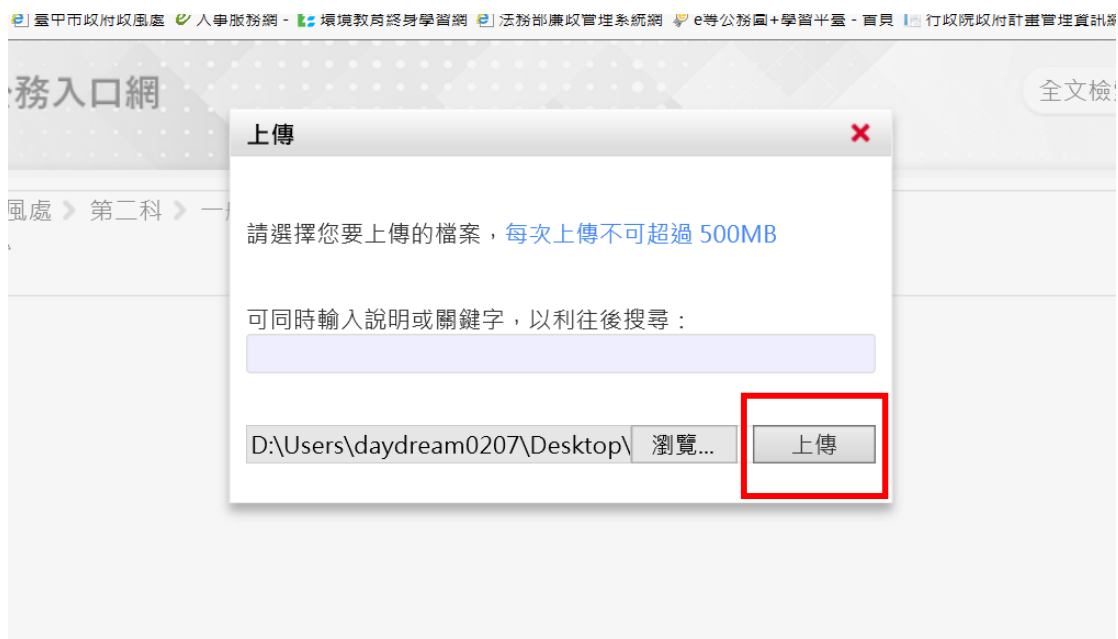 臺中市政府政風處 人事服務網 - 環境教育終身學習網 法務部廉政管理系統網 e等公務園+學習平臺 - 首頁 行政院政府計畫管理資訊網
務入口網
全文檢
上傳
風處 第二科 一
請選擇您要上傳的檔案，每次上傳不可超過 500MB
可同時輸入說明或關鍵字，以利往後搜尋：
D:\Users\daydream0207\Desktop\ 瀏覽... 上傳